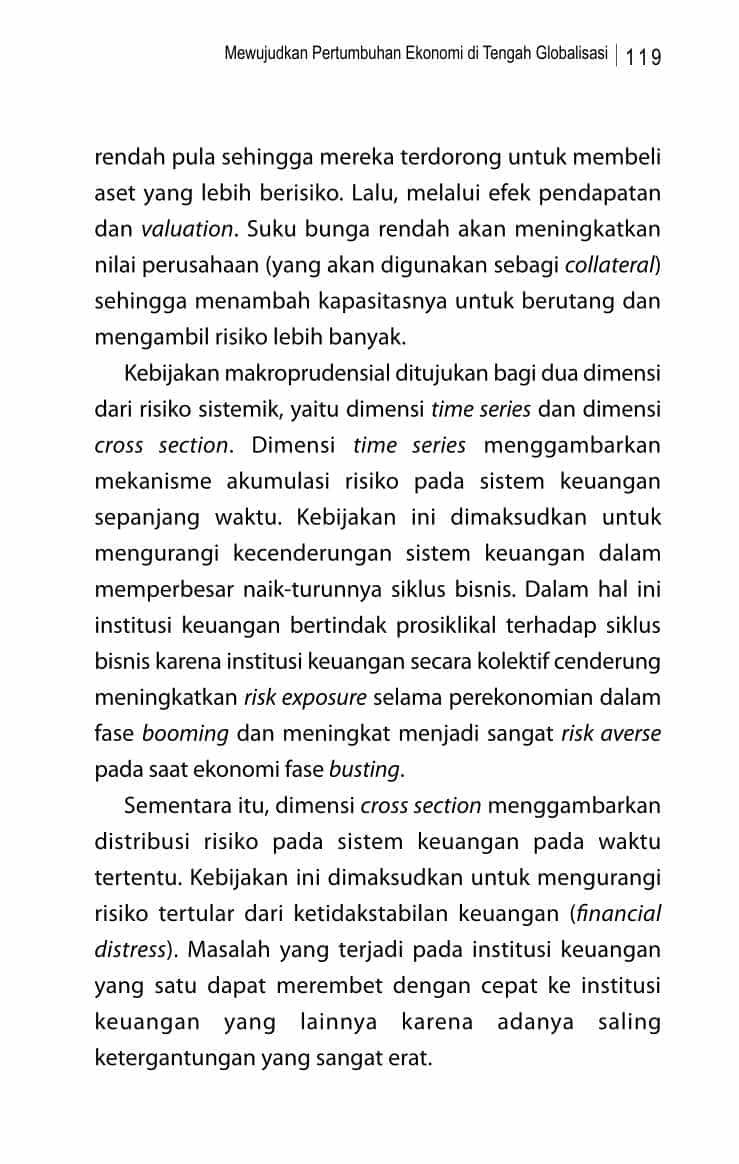 Mewujudkan Pertumbuhan Ekonomi di Tengah Globalisasi | 119
rendah pula sehingga mereka terdorong untuk membeli
aset yang lebih berisiko. Lalu, melalui efek pendapatan
dan valuation. Suku bunga rendah akan meningkatkan
nilai perusahaan (yang akan digunakan sebagi collateral)
sehingga menambah kapasitasnya untuk berutang dan
mengambil risiko lebih banyak.
Kebijakan makroprudensial ditujukan bagi dua dimensi
dari risiko sistemik, yaitu dimensi time series dan dimensi
cross section. Dimensi time series menggambarkan
mekanisme akumulasi risiko pada sistem keuangan
sepanjang waktu. Kebijakan ini dimaksudkan untuk
mengurangi kecenderungan sistem keuangan dalam
memperbesar naik-turunnya siklus bisnis. Dalam hal ini
institusi keuangan bertindak prosiklikal terhadap siklus
bisnis karena institusi keuangan secara kolektif cenderung
meningkatkan risk exposure selama perekonomian dalam
fase booming dan meningkat menjadi sangat risk averse
pada saat ekonomi fase busting.
Sementara itu, dimensi cross section menggambarkan
distribusi risiko pada sistem keuangan pada waktu
tertentu. Kebijakan ini dimaksudkan untuk mengurangi
risiko tertular dari ketidakstabilan keuangan (financial
distress). Masalah yang terjadi pada institusi keuangan
yang satu dapat merembet dengan cepat ke institusi
keuangan yang lainnya karena adanya saling
ketergantungan yang sangat erat.